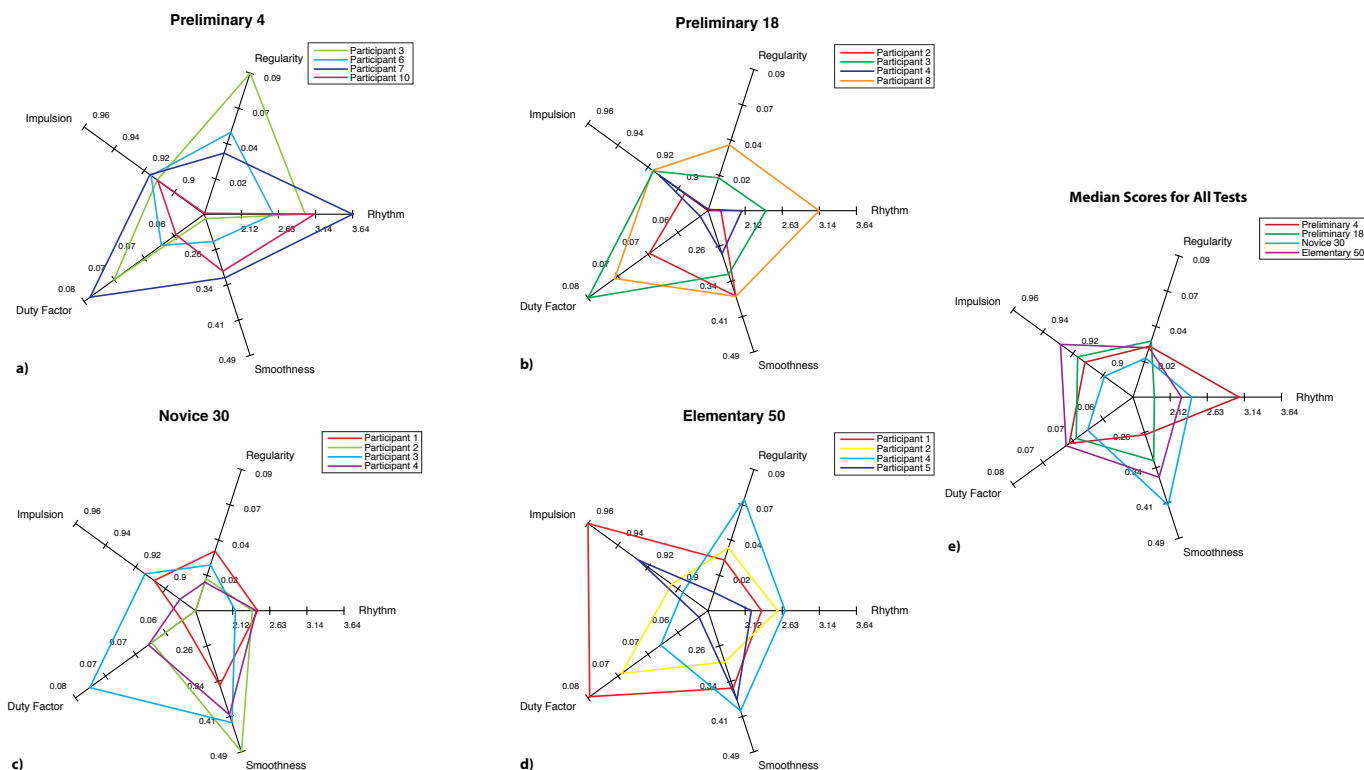 Preliminary 4
Participant 3
Participant 6
Participant 7
Participant 10
Regularity
0.09
0.07
0.04
0.02
Impulsion
0.96
0.94
0.92
0.9
Rhythm
2.12
2.63
3.14
3.64
0.06
0.07
0.07
0.08
Duty Factor
0.26
0.34
0.41
0.49
Smoothness
a)
Preliminary 18
Participant 2
Participant 3
Participant 4
Participant 8
Regularity
0.09
0.07
0.04
0.02
Impulsion
0.96
0.94
0.92
0.9
Rhythm
2.12
2.63
3.14
3.64
0.06
0.07
0.07
0.08
Duty Factor
0.26
0.34
0.41
0.49
Smoothness
b)
Novice 30
Participant 1
Participant 2
Participant 3
Participant 4
Regularity
0.09
0.07
0.04
0.02
Impulsion
0.96
0.94
0.92
0.9
Rhythm
2.12
2.63
3.14
3.64
0.06
0.07
0.07
0.08
Duty Factor
0.26
0.34
0.41
0.49
Smoothness
c)
Elementary 50
Participant 1
Participant 2
Participant 4
Participant 5
Regularity
0.09
0.07
0.04
0.02
Impulsion
0.96
0.94
0.92
0.9
Rhythm
2.12
2.63
3.14
3.64
0.06
0.07
0.07
0.08
Duty Factor
0.26
0.34
0.41
0.49
Smoothness
d)
Median Scores for All Tests
Preliminary 4
Preliminary 18
Novice 30
Elementary 50
Regularity
0.09
0.07
0.04
0.02
Impulsion
0.96
0.94
0.92
0.9
Rhythm
2.12
2.63
3.14
3.64
0.06
0.07
0.07
0.08
Duty Factor
0.26
0.34
0.41
0.49
Smoothness
e)